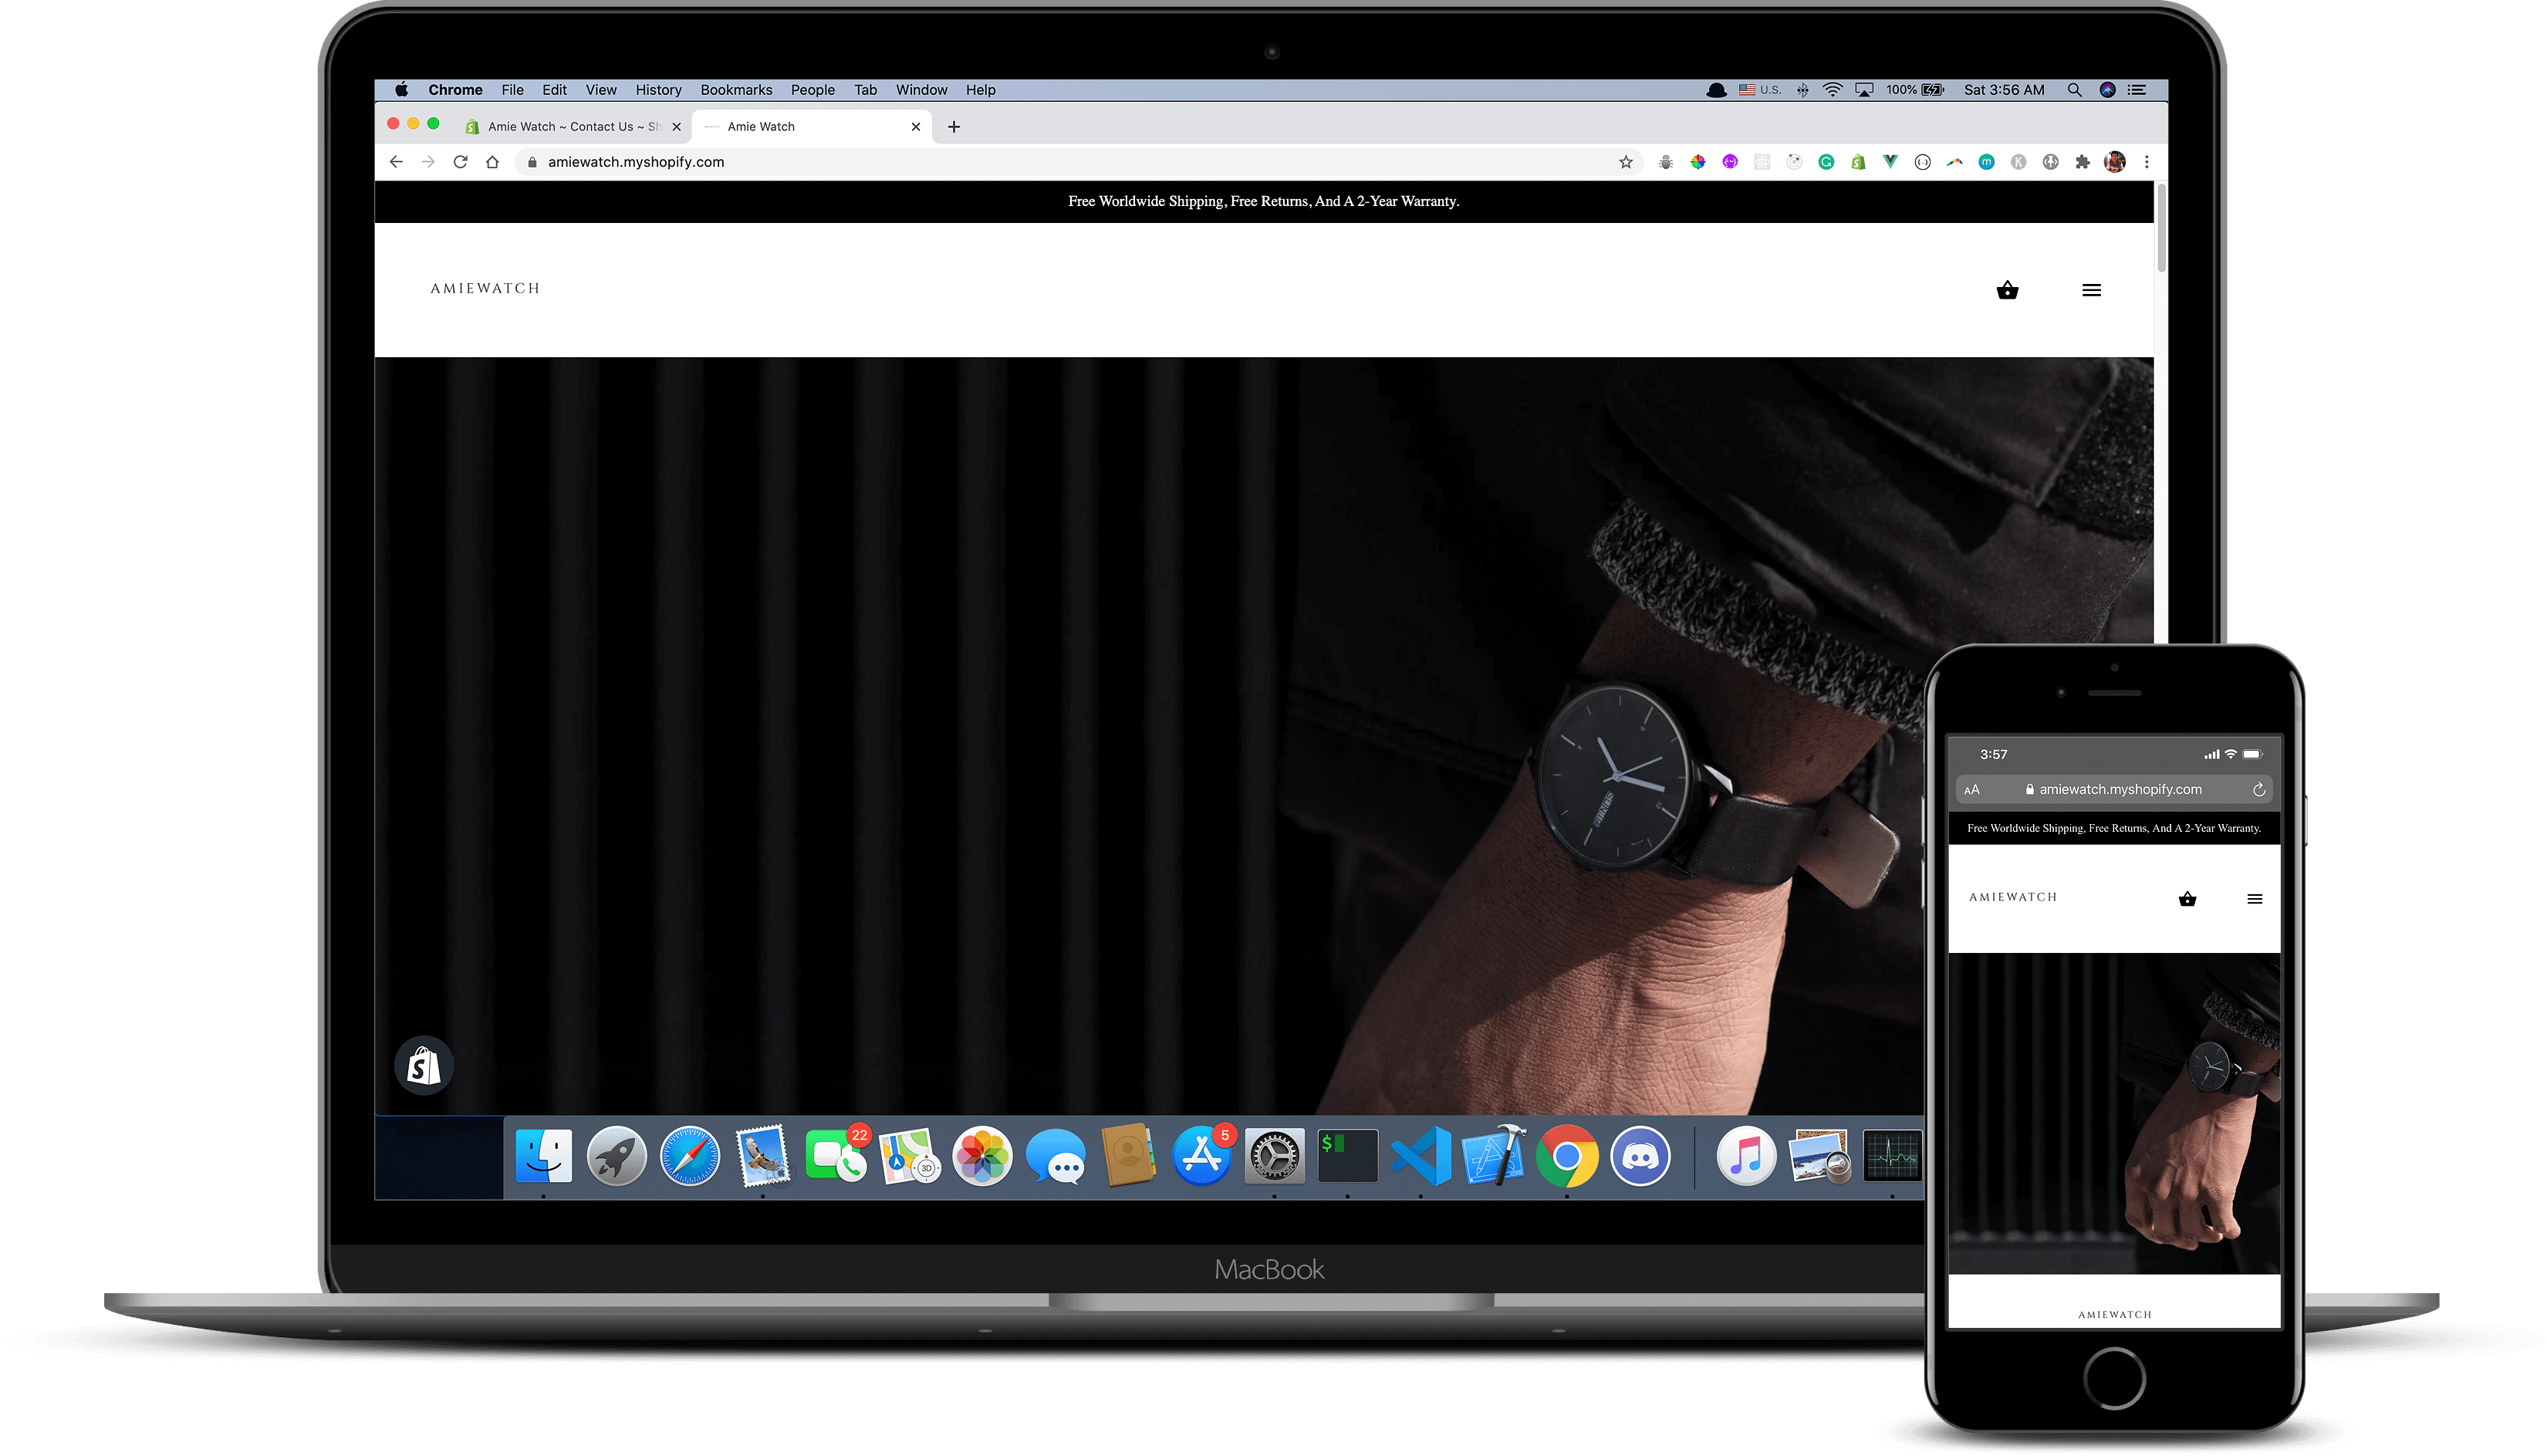 Chrome File Edit View History Bookmarks People Tab Window Help
U.S. 100% Sat 3:56 AM
Amie Watch ~ Contact Us ~ Sh
Amie Watch
amiewatch.myshopify.com
Free Worldwide Shipping, Free Returns, And A 2-Year Warranty.
AMIEWATCH
22
3D
5
$
MacBook
3:57
AA amiewatch.myshopify.com
Free Worldwide Shipping, Free Returns, And A 2-Year Warranty.
AMIEWATCH
AMIEWATCH